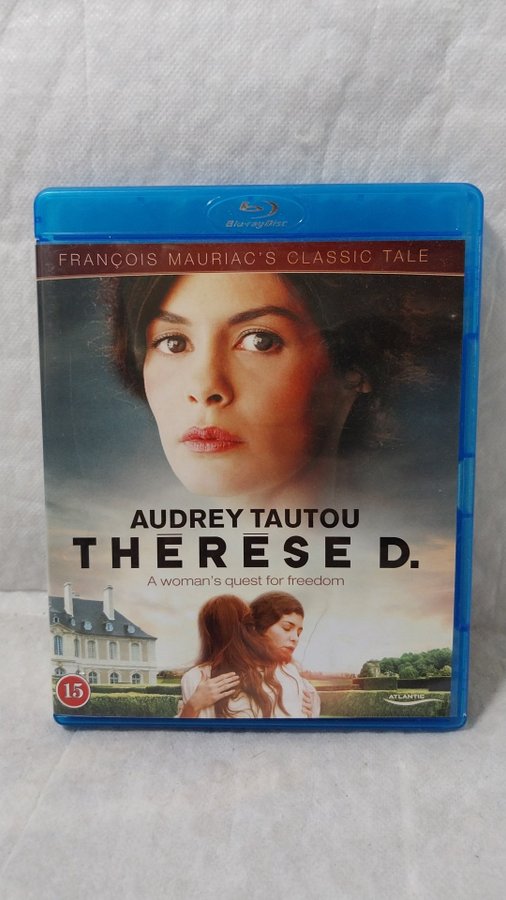 Blu-ray Disc
FRANÇOIS MAURIAC'S CLASSIC TALE
AUDREY TAUTOU
THĒRĒSE D.
A woman's quest for freedom
15
ATLANTIC